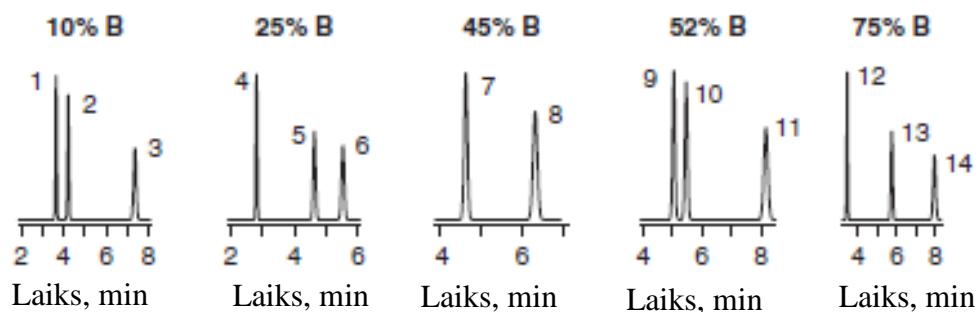 10% B 25% B 45% B 52% B 75% B
1 2 3 4 5 6 7 8 9 10 11 12 13 14
2 4 6 8 2 4 6 4 6 4 6 8 4 6 8
Laiks, min Laiks, min Laiks, min Laiks, min Laiks, min